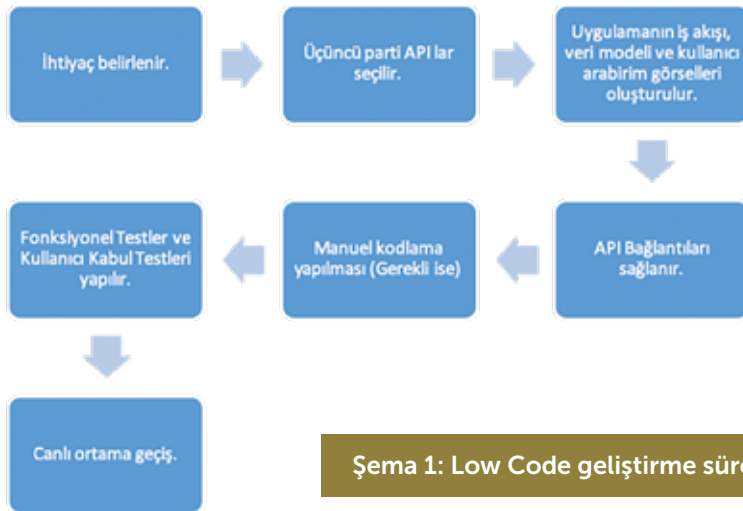 İhtiyaç belirlenir.
Üçüncü parti API lar
seçilir.
Uygulamanın iş akışı,
veri modeli ve kullanıcı
arabirim görselleri
oluşturulur.
API Bağlantıları
sağlanır.
Manuel kodlama
yapılması (Gerekli ise)
Fonksiyonel Testler ve
Kullanıcı Kabul Testleri
yapılır.
Canlı ortama geçiş.
Şema 1: Low Code geliştirme